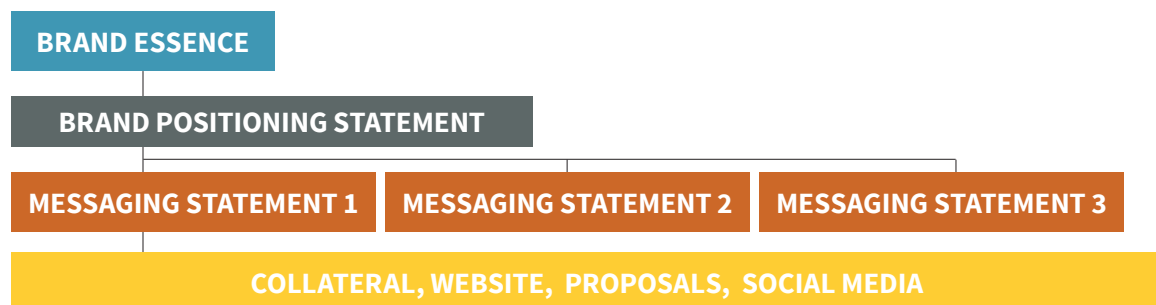 BRAND ESSENCE
BRAND POSITIONING STATEMENT
MESSAGING STATEMENT 1
MESSAGING STATEMENT 2
MESSAGING STATEMENT 3
COLLATERAL, WEBSITE, PROPOSALS, SOCIAL MEDIA